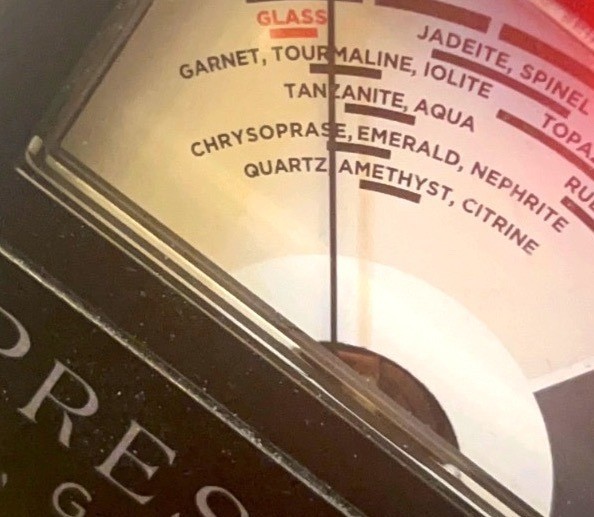 GLASS
JADEITE, SPINEL
GARNET, TOURMALINE, IOLITE
TANZANITE, AQUA
CHRYSOPRASE, EMERALD, NEPHRITE
QUARTZ, AMETHYST, CITRINE